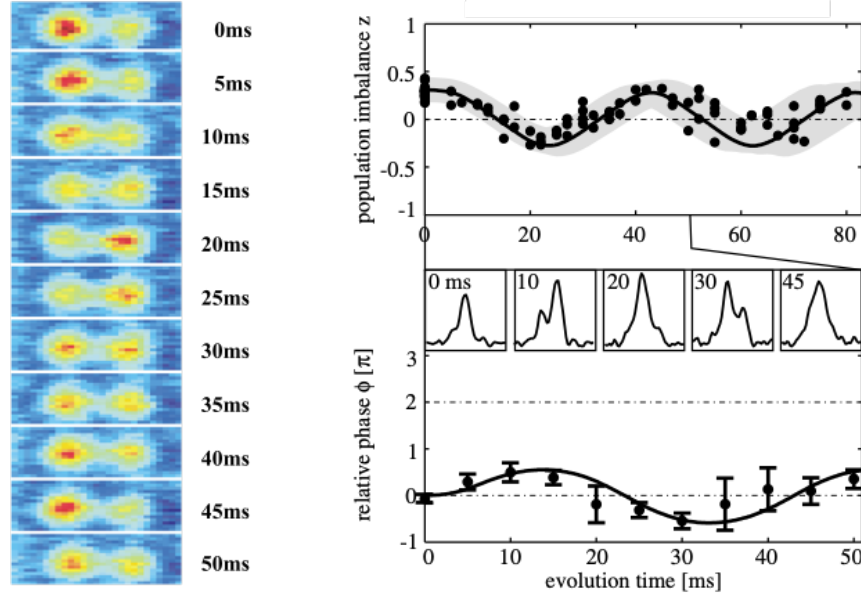 0ms
5ms
10ms
15ms
20ms
25ms
30ms
35ms
40ms
45ms
50ms
population imbalance z
1
0.5
0
-0.5
-1
0 20 40 60 80
0 ms 10 20 30 45
relative phase ϕ [π]
3
2
1
0
-1
0 10 20 30 40 50
evolution time [ms]